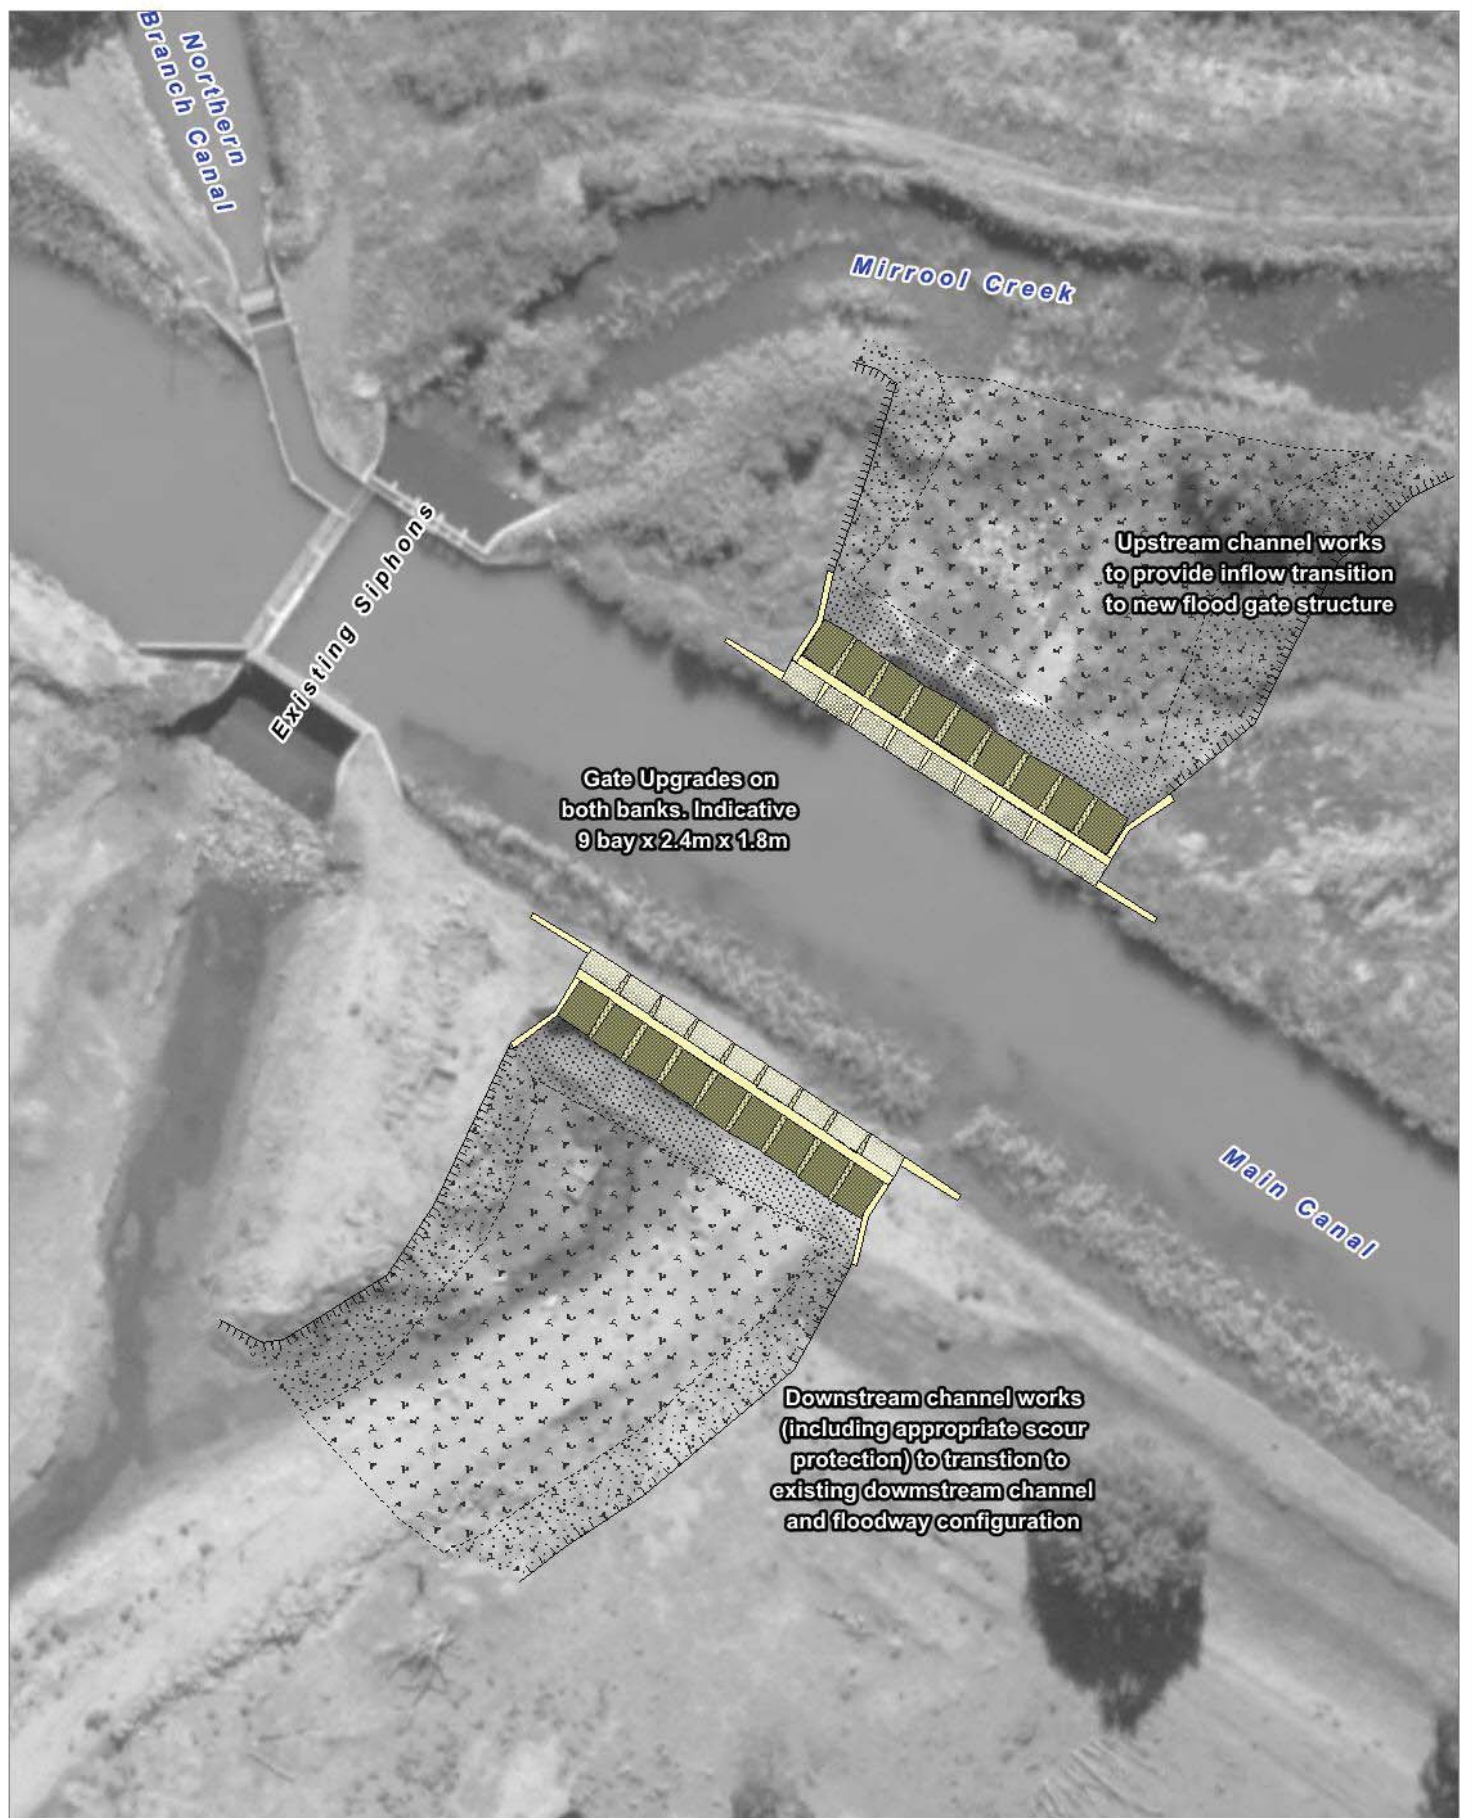 Northern
Branch Canal
Mirrool Creek
Existing Siphons
Upstream channel works
to provide inflow transition
to new flood gate structure
Gate Upgrades on
both banks. Indicative
9 bay x 2.4m x 1.8m
Main Canal
Downstream channel works
(including appropriate scour
protection) to transtion to
existing dowmstream channel
and floodway configuration